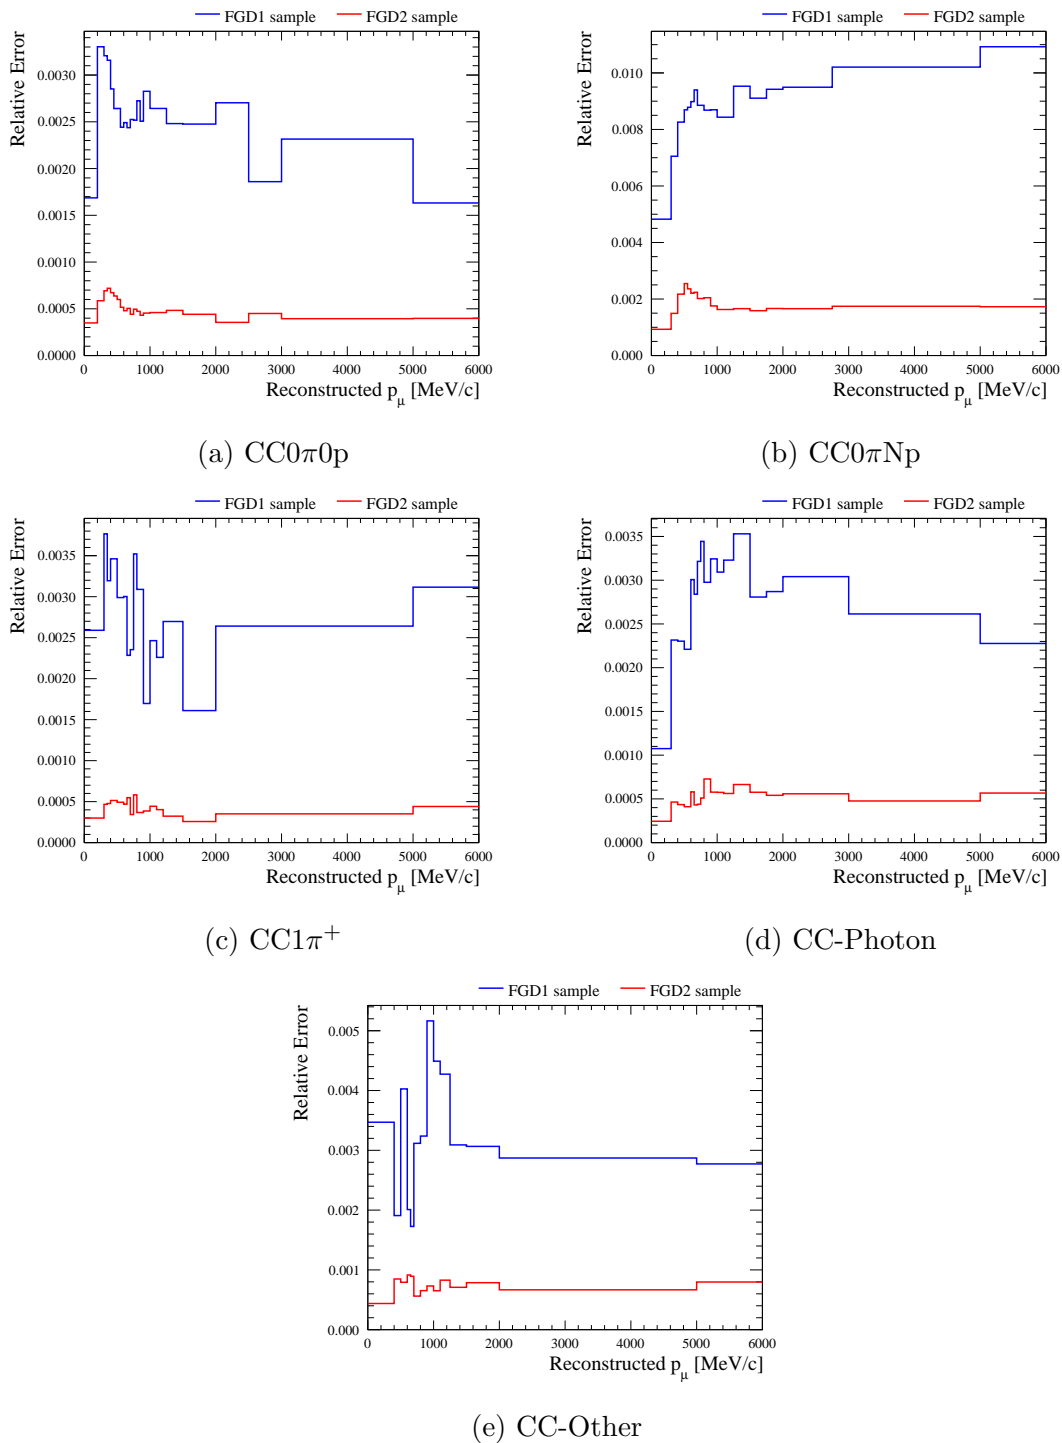 FGD1 sample FGD2 sample
Relative Error
0.0030
0.0025
0.0020
0.0015
0.0010
0.0005
0.0000
0 1000 2000 3000 4000 5000 6000
Reconstructed pμ [MeV/c]
(a) CC0π0p
FGD1 sample FGD2 sample
Relative Error
0.010
0.008
0.006
0.004
0.002
0.000
0 1000 2000 3000 4000 5000 6000
Reconstructed pμ [MeV/c]
(b) CC0πNp
FGD1 sample FGD2 sample
Relative Error
0.0035
0.0030
0.0025
0.0020
0.0015
0.0010
0.0005
0.0000
0 1000 2000 3000 4000 5000 6000
Reconstructed pμ [MeV/c]
(c) CC1π+
FGD1 sample FGD2 sample
Relative Error
0.0035
0.0030
0.0025
0.0020
0.0015
0.0010
0.0005
0.0000
0 1000 2000 3000 4000 5000 6000
Reconstructed pμ [MeV/c]
(d) CC-Photon
FGD1 sample FGD2 sample
Relative Error
0.005
0.004
0.003
0.002
0.001
0.000
0 1000 2000 3000 4000 5000 6000
Reconstructed pμ [MeV/c]
(e) CC-Other